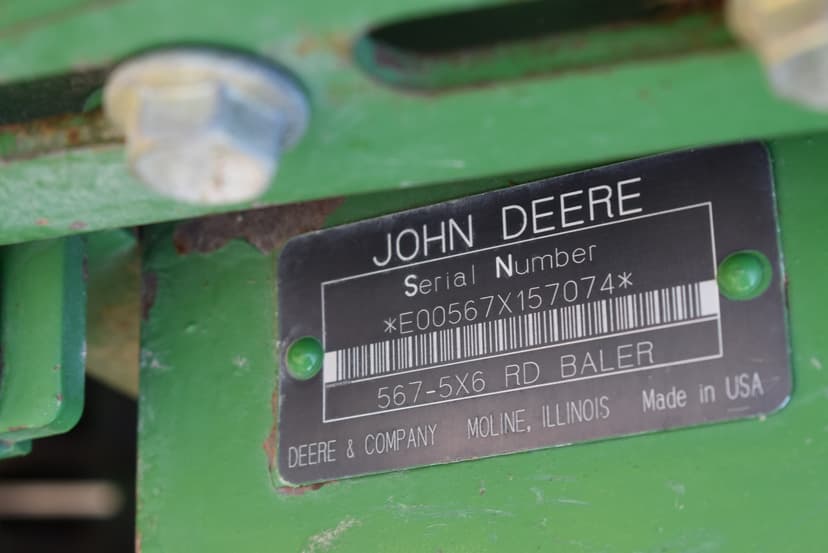 JOHN DEERE
Serial Number
*E00567X157074*
567-5X6 RD BALER
DEERE & COMPANY MOLINE, ILLINOIS Made in USA